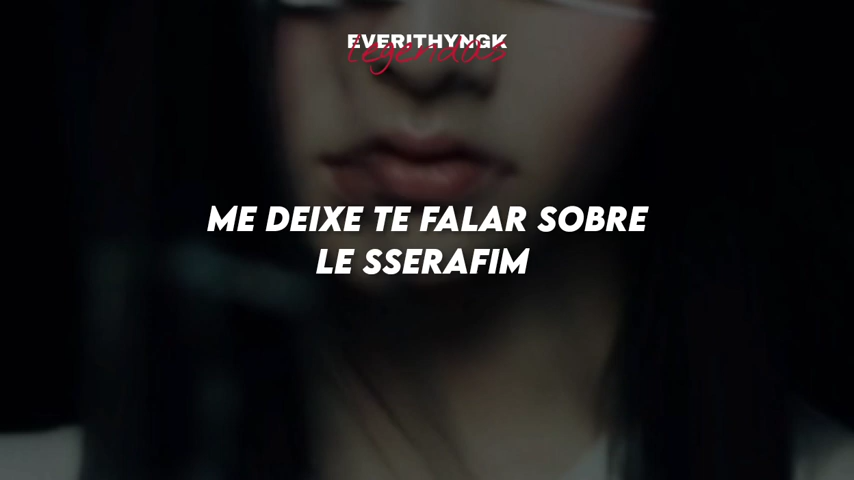 EVERITHYNGK
legendas
ME DEIXE TE FALAR SOBRE
LE SSERAFIM